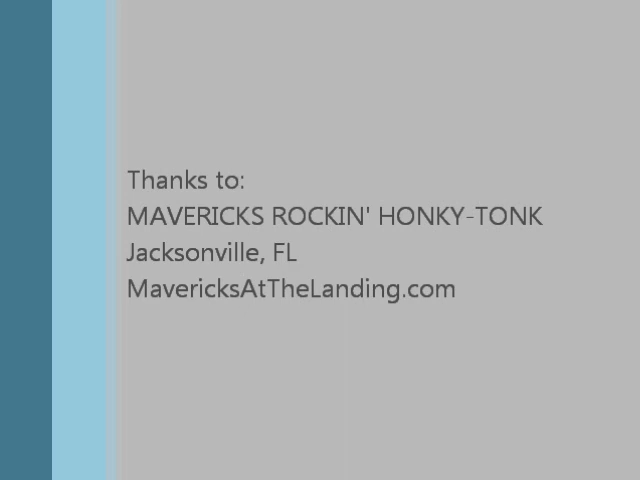 Thanks to:
MAVERICKS ROCKIN' HONKY-TONK
Jacksonville, FL
MavericksAtTheLanding.com